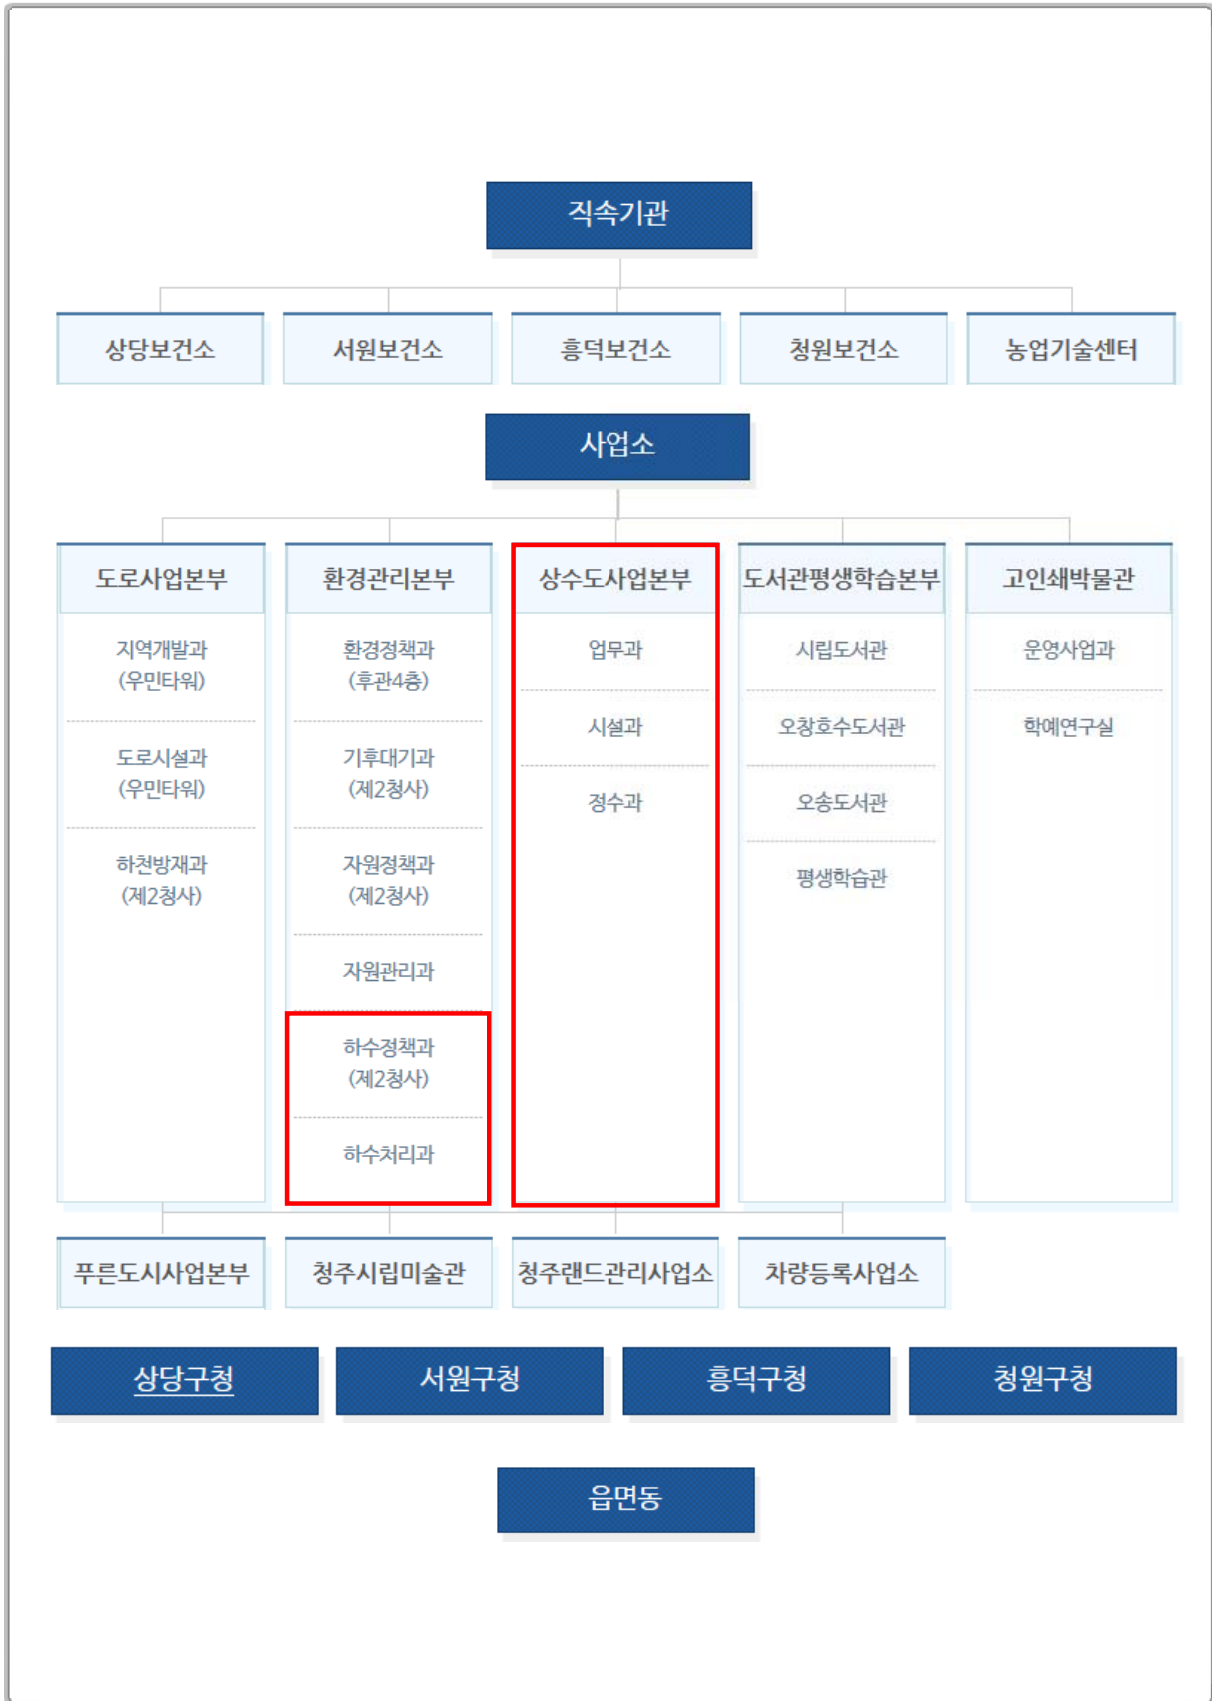 직속기관
상당보건소
서원보건소
흥덕보건소
청원보건소
농업기술센터
사업소
도로사업본부
지역개발과
(우민타워)
도로시설과
(우민타워)
하천방재과
(제2청사)
환경관리본부
환경정책과
(후관4층)
기후대기과
(제2청사)
자원정책과
(제2청사)
자원관리과
하수정책과
(제2청사)
하수처리과
상수도사업본부
업무과
시설과
정수과
도서관평생학습본부
시립도서관
오창호수도서관
오송도서관
평생학습관
고인쇄박물관
운영사업과
학예연구실
푸른도시사업본부
청주시립미술관
청주랜드관리사업소
차량등록사업소
상당구청
서원구청
흥덕구청
청원구청
읍면동